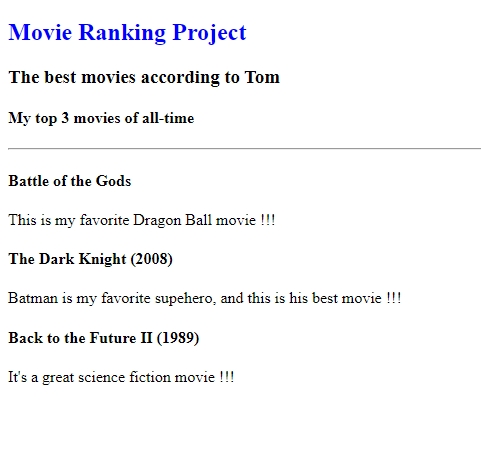 Movie Ranking Project
The best movies according to Tom
My top 3 movies of all-time
Battle of the Gods
This is my favorite Dragon Ball movie !!!
The Dark Knight (2008)
Batman is my favorite supehero, and this is his best movie !!!
Back to the Future II (1989)
It's a great science fiction movie !!!